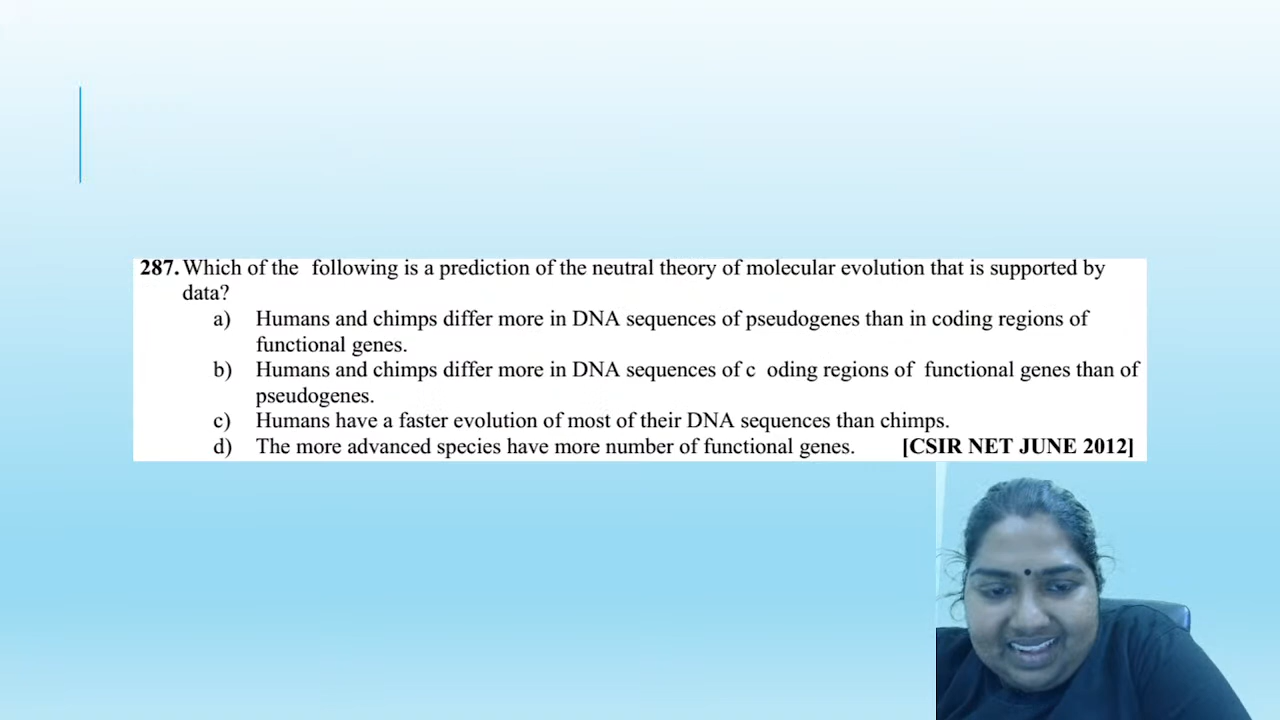 287. Which of the following is a prediction of the neutral theory of molecular evolution that is supported by
data?
a) Humans and chimps differ more in DNA sequences of pseudogenes than in coding regions of
functional genes.
b) Humans and chimps differ more in DNA sequences of c oding regions of functional genes than of
pseudogenes.
c) Humans have a faster evolution of most of their DNA sequences than chimps.
d) The more advanced species have more number of functional genes. [CSIR NET JUNE 2012]